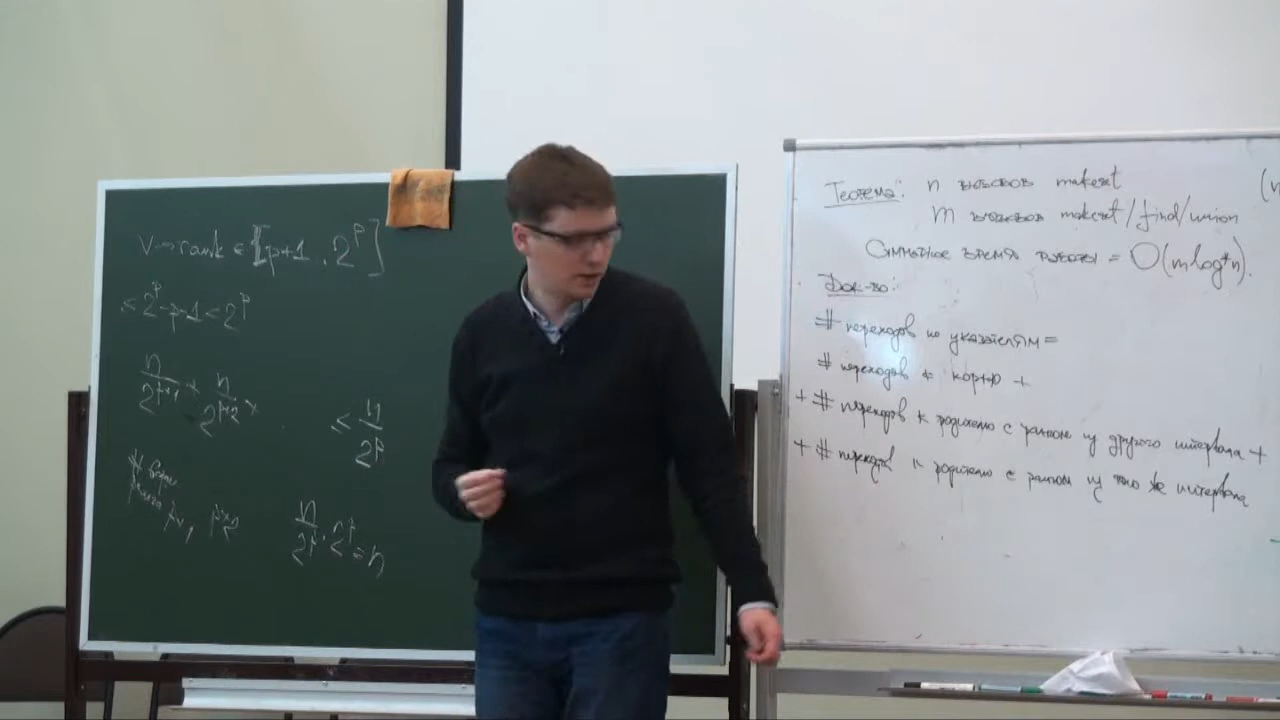 v→rank ∈ [p+1, 2^p]
≤ 2^p-p-1 < 2^p
n/2^{p+1} + n/2^{p+2} +
≤ n/2^p
p+1, p+2
n/2^p · 2^p = n
Теорема: n вызовов makeset
m вызовов makeset/find/union
Суммарное время работы = O(m log* n).
Док-во:
# переходов по указателям =
# переходов к корню +
+ # переходов к родителю с рангом из другого интервала +
+ # переходов к родителю с рангом из того же интервала